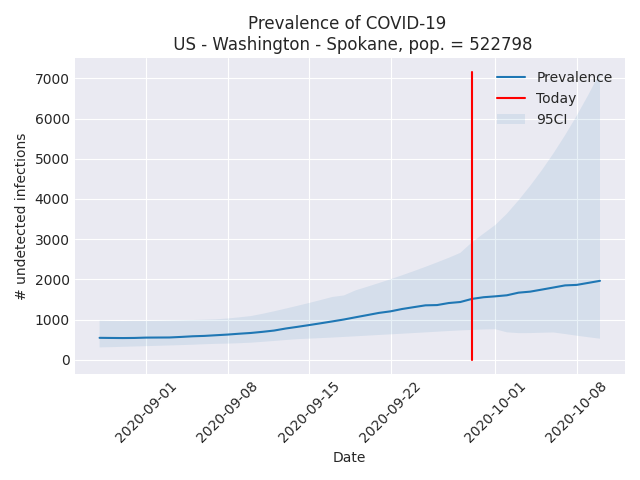 Prevalence of COVID-19
US - Washington - Spokane, pop. = 522798
7000
6000
5000
4000
3000
2000
1000
0
# undetected infections
Prevalence
Today
95CI
2020-09-01
2020-09-08
2020-09-15
2020-09-22
2020-10-01
2020-10-08
Date